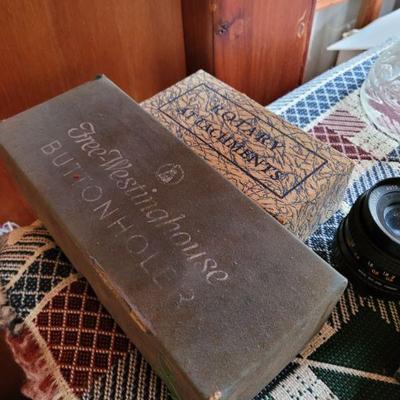 Free-Westinghouse
BUTTONHOLER
ROTARY
ATTACHMENTS